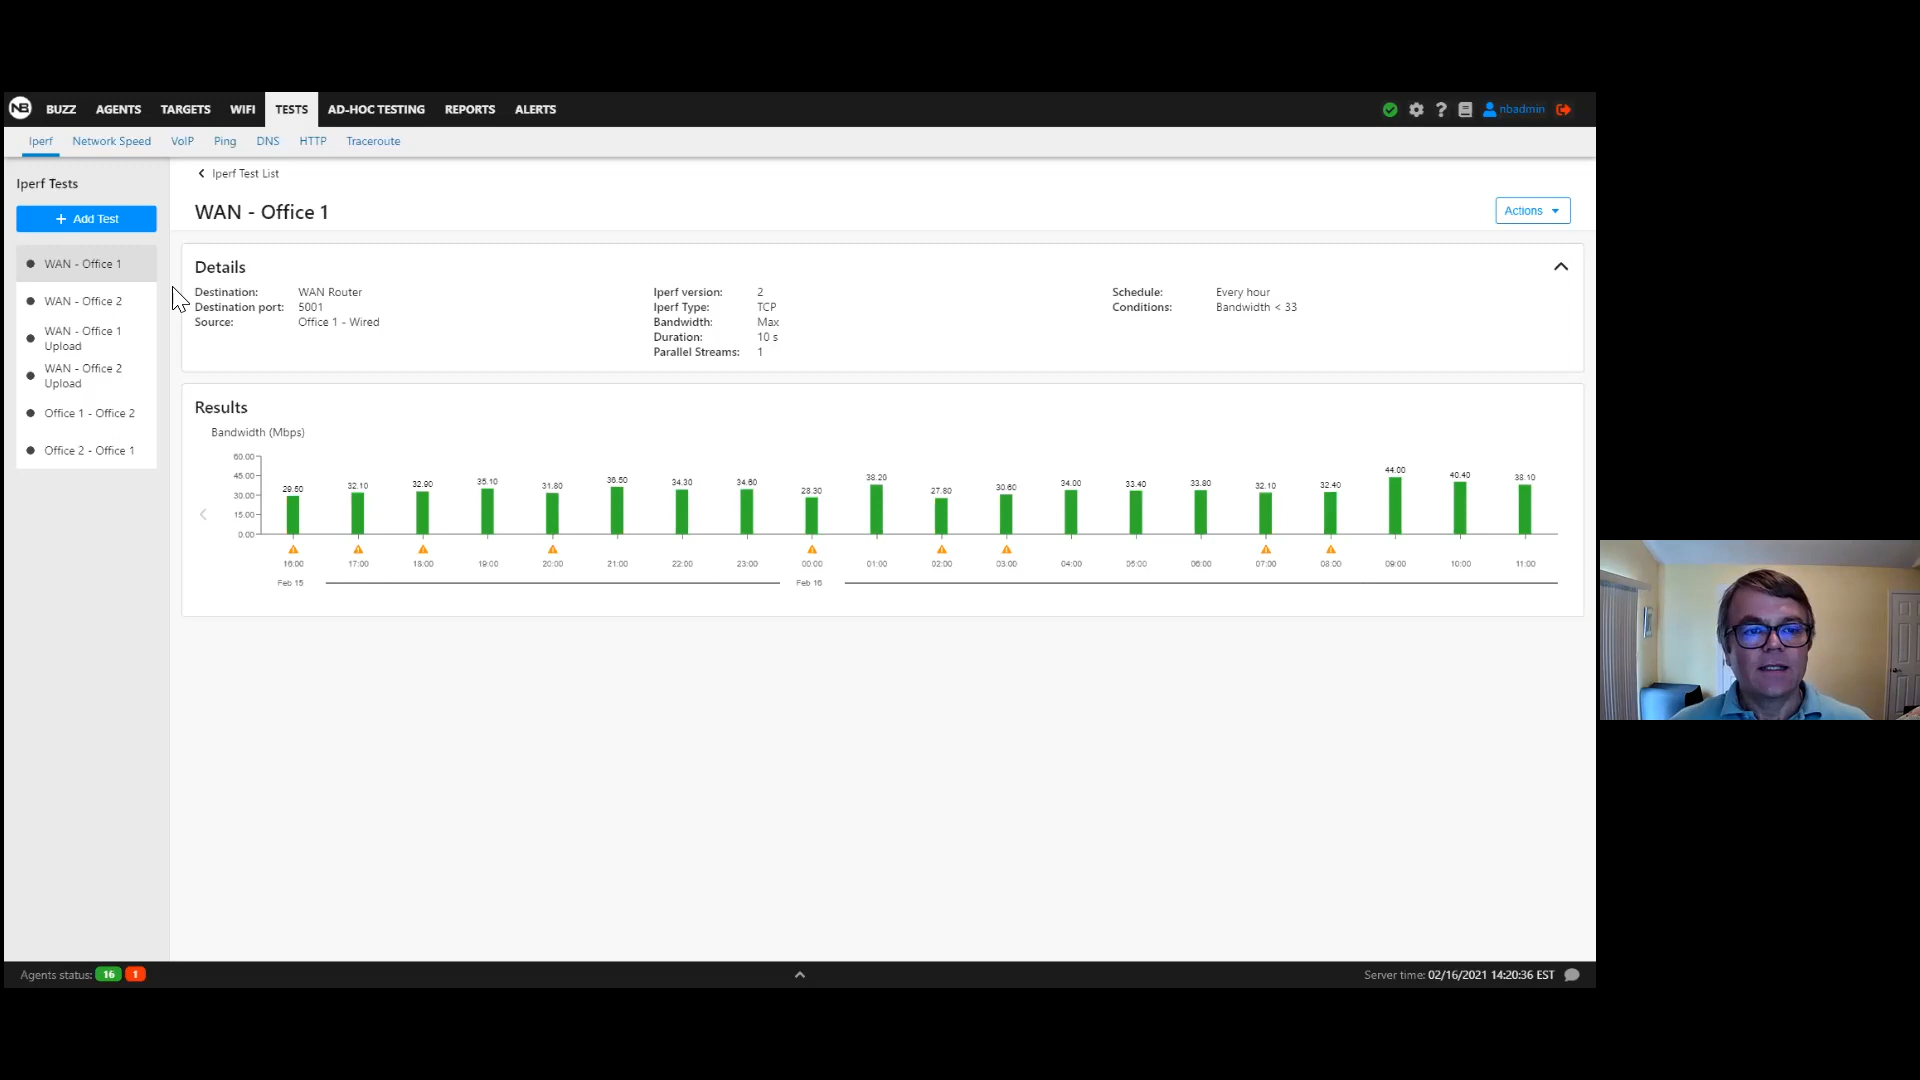 NB BUZZ AGENTS TARGETS WIFI TESTS AD-HOC TESTING REPORTS ALERTS ? nbadmin
Iperf Network Speed VoIP Ping DNS HTTP Traceroute
Iperf Tests
+ Add Test
WAN - Office 1
WAN - Office 2
WAN - Office 1
Upload
WAN - Office 2
Upload
Office 1 - Office 2
Office 2 - Office 1
Iperf Test List
WAN - Office 1
Actions
Details
Destination: WAN Router
Destination port: 5001
Source: Office 1 - Wired
Iperf version: 2
Iperf Type: TCP
Bandwidth: Max
Duration: 10 s
Parallel Streams: 1
Schedule: Every hour
Conditions: Bandwidth < 33
Results
Bandwidth (Mbps)
60.00
45.00
30.00
15.00
0.00
29.50 32.10 32.90 35.10 31.80 36.50 34.30 34.60 28.30 38.20 27.80 30.60 34.00 33.40 33.80 32.10 32.40 44.00 40.40 38.10
16:00 17:00 18:00 19:00 20:00 21:00 22:00 23:00 00:00 01:00 02:00 03:00 04:00 05:00 06:00 07:00 08:00 09:00 10:00 11:00
Feb 15 Feb 16
Agents status: 16 1
Server time: 02/16/2021 14:20:36 EST